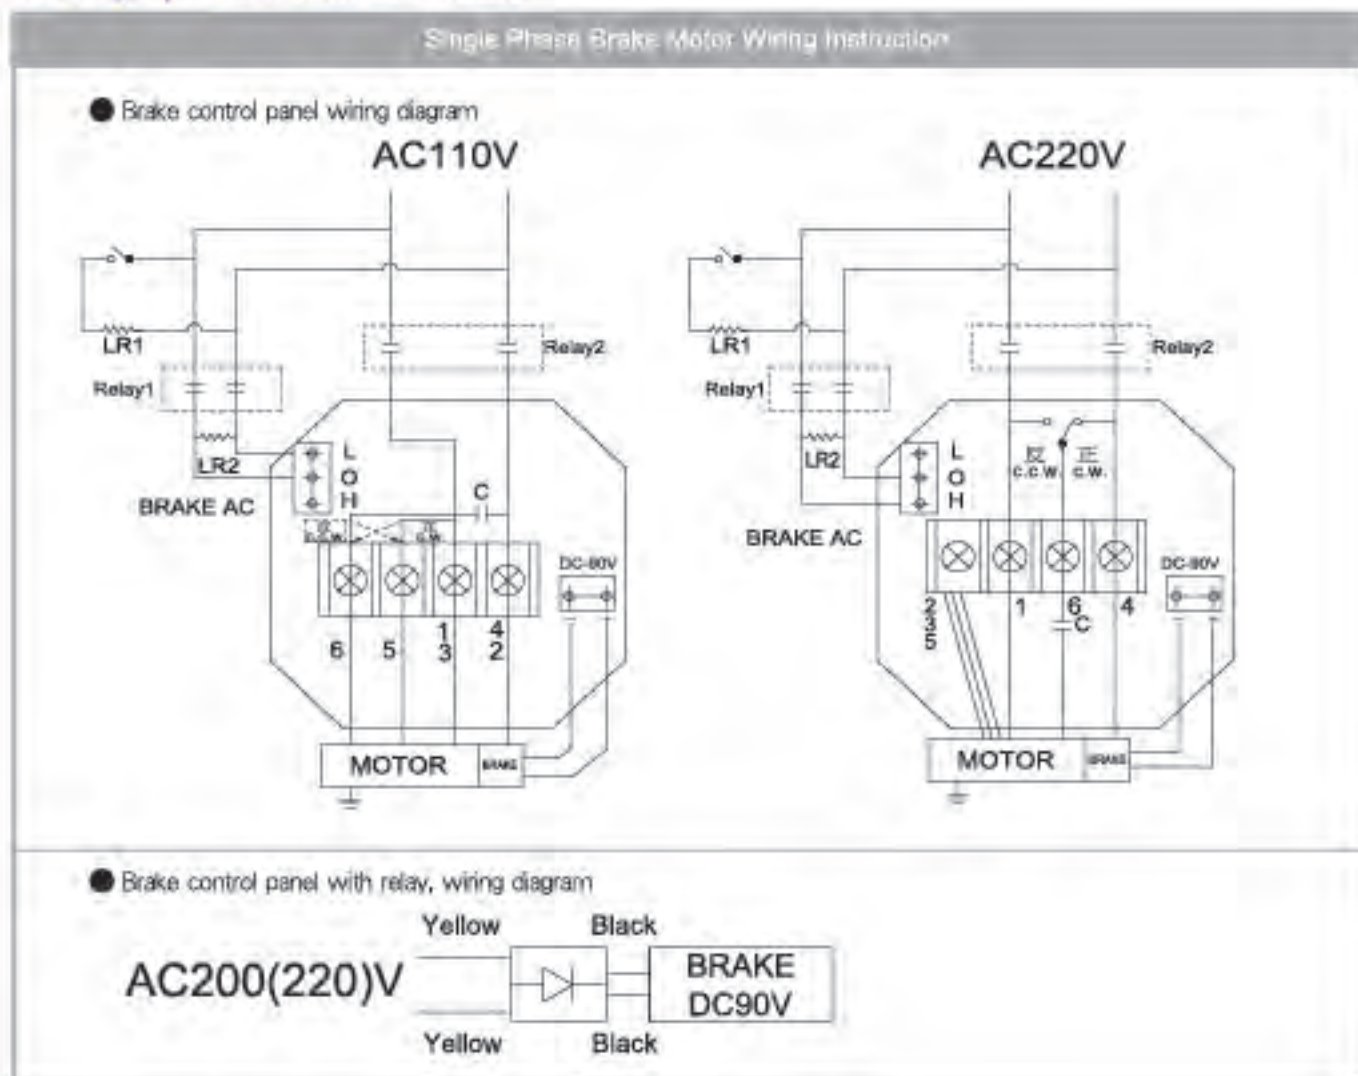 Single Phase Brake Motor Wiring Instruction
● Brake control panel wiring diagram
AC110V
LR1
Relay2
Relay1
LR2
L
O
H
BRAKE AC
C
正
C.C.W.
C.W.
DC-90V
6
5
1
3
4
2
MOTOR
BRAKE
AC220V
LR1
Relay2
Relay1
LR2
L
O
H
反
正
C.C.W.
C.W.
BRAKE AC
DC-90V
2
3
5
1
6
C
4
MOTOR
BRAKE
● Brake control panel with relay, wiring diagram
Yellow
Black
AC200(220)V
BRAKE
DC90V
Yellow
Black